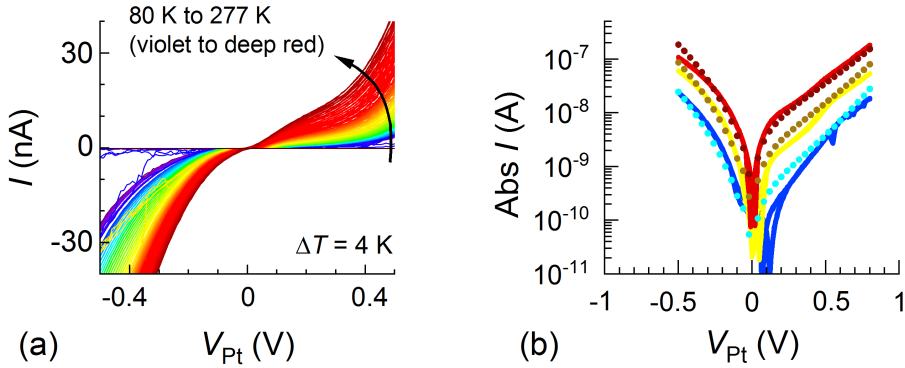 80 K to 277 K
(violet to deep red)
30
0
-30
I (nA)
ΔT = 4 K
-0.4
0
0.4
V_Pt (V)
(a)
10^-7
10^-8
10^-9
10^-10
10^-11
Abs I (A)
-1
-0.5
0
0.5
1
V_Pt (V)
(b)